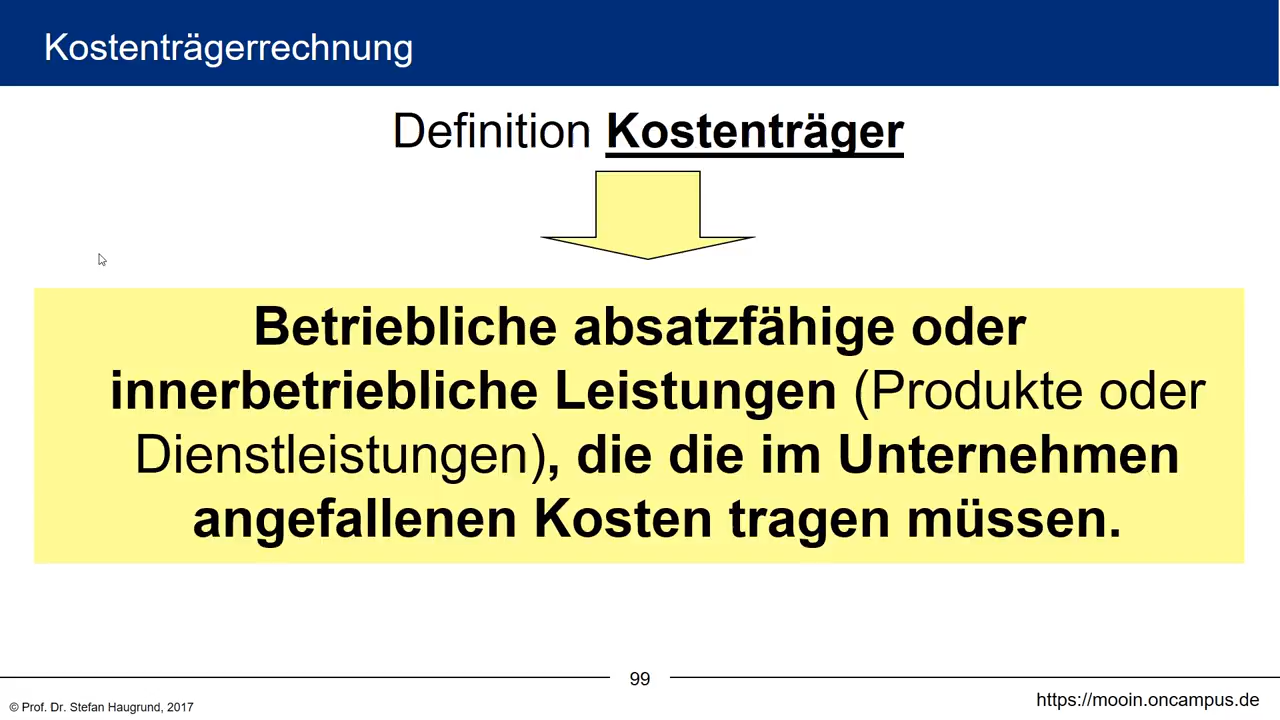 Kostenträgerrechnung
Definition Kostenträger
Betriebliche absatzfähige oder
innerbetriebliche Leistungen (Produkte oder
Dienstleistungen), die die im Unternehmen
angefallenen Kosten tragen müssen.
99
© Prof. Dr. Stefan Haugrund, 2017
https://mooin.oncampus.de